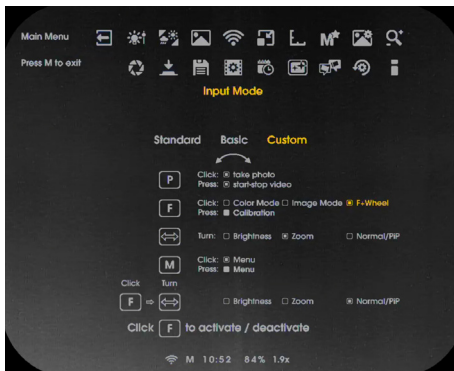 Main Menu
Press M to exit
Input Mode
Standard Basic Custom
P Click: take photo
Press: start-stop video
F Click: Color Mode Image Mode F+Wheel
Press: Calibration
Turn: Brightness Zoom Normal/PiP
M Click: Menu
Press: Menu
Click Turn
F Brightness Zoom Normal/PiP
Click F to activate / deactivate
M 10:52 84% 1.9x